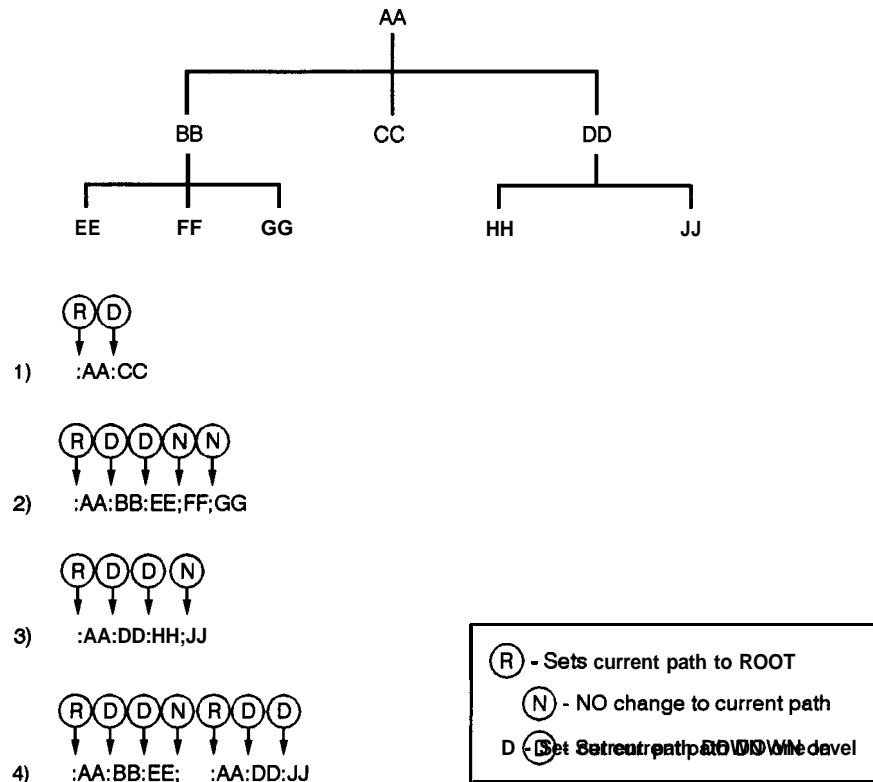 AA
BB CC DD
EE FF GG HH JJ
R D
1) :AA:CC
R D D N N
2) :AA:BB:EE;FF;GG
R D D N
3) :AA:DD:HH;JJ
R - Sets current path to ROOT
N - NO change to current path
D - level
R D D N R D D
4) :AA:BB:EE; :AA:DD:JJ